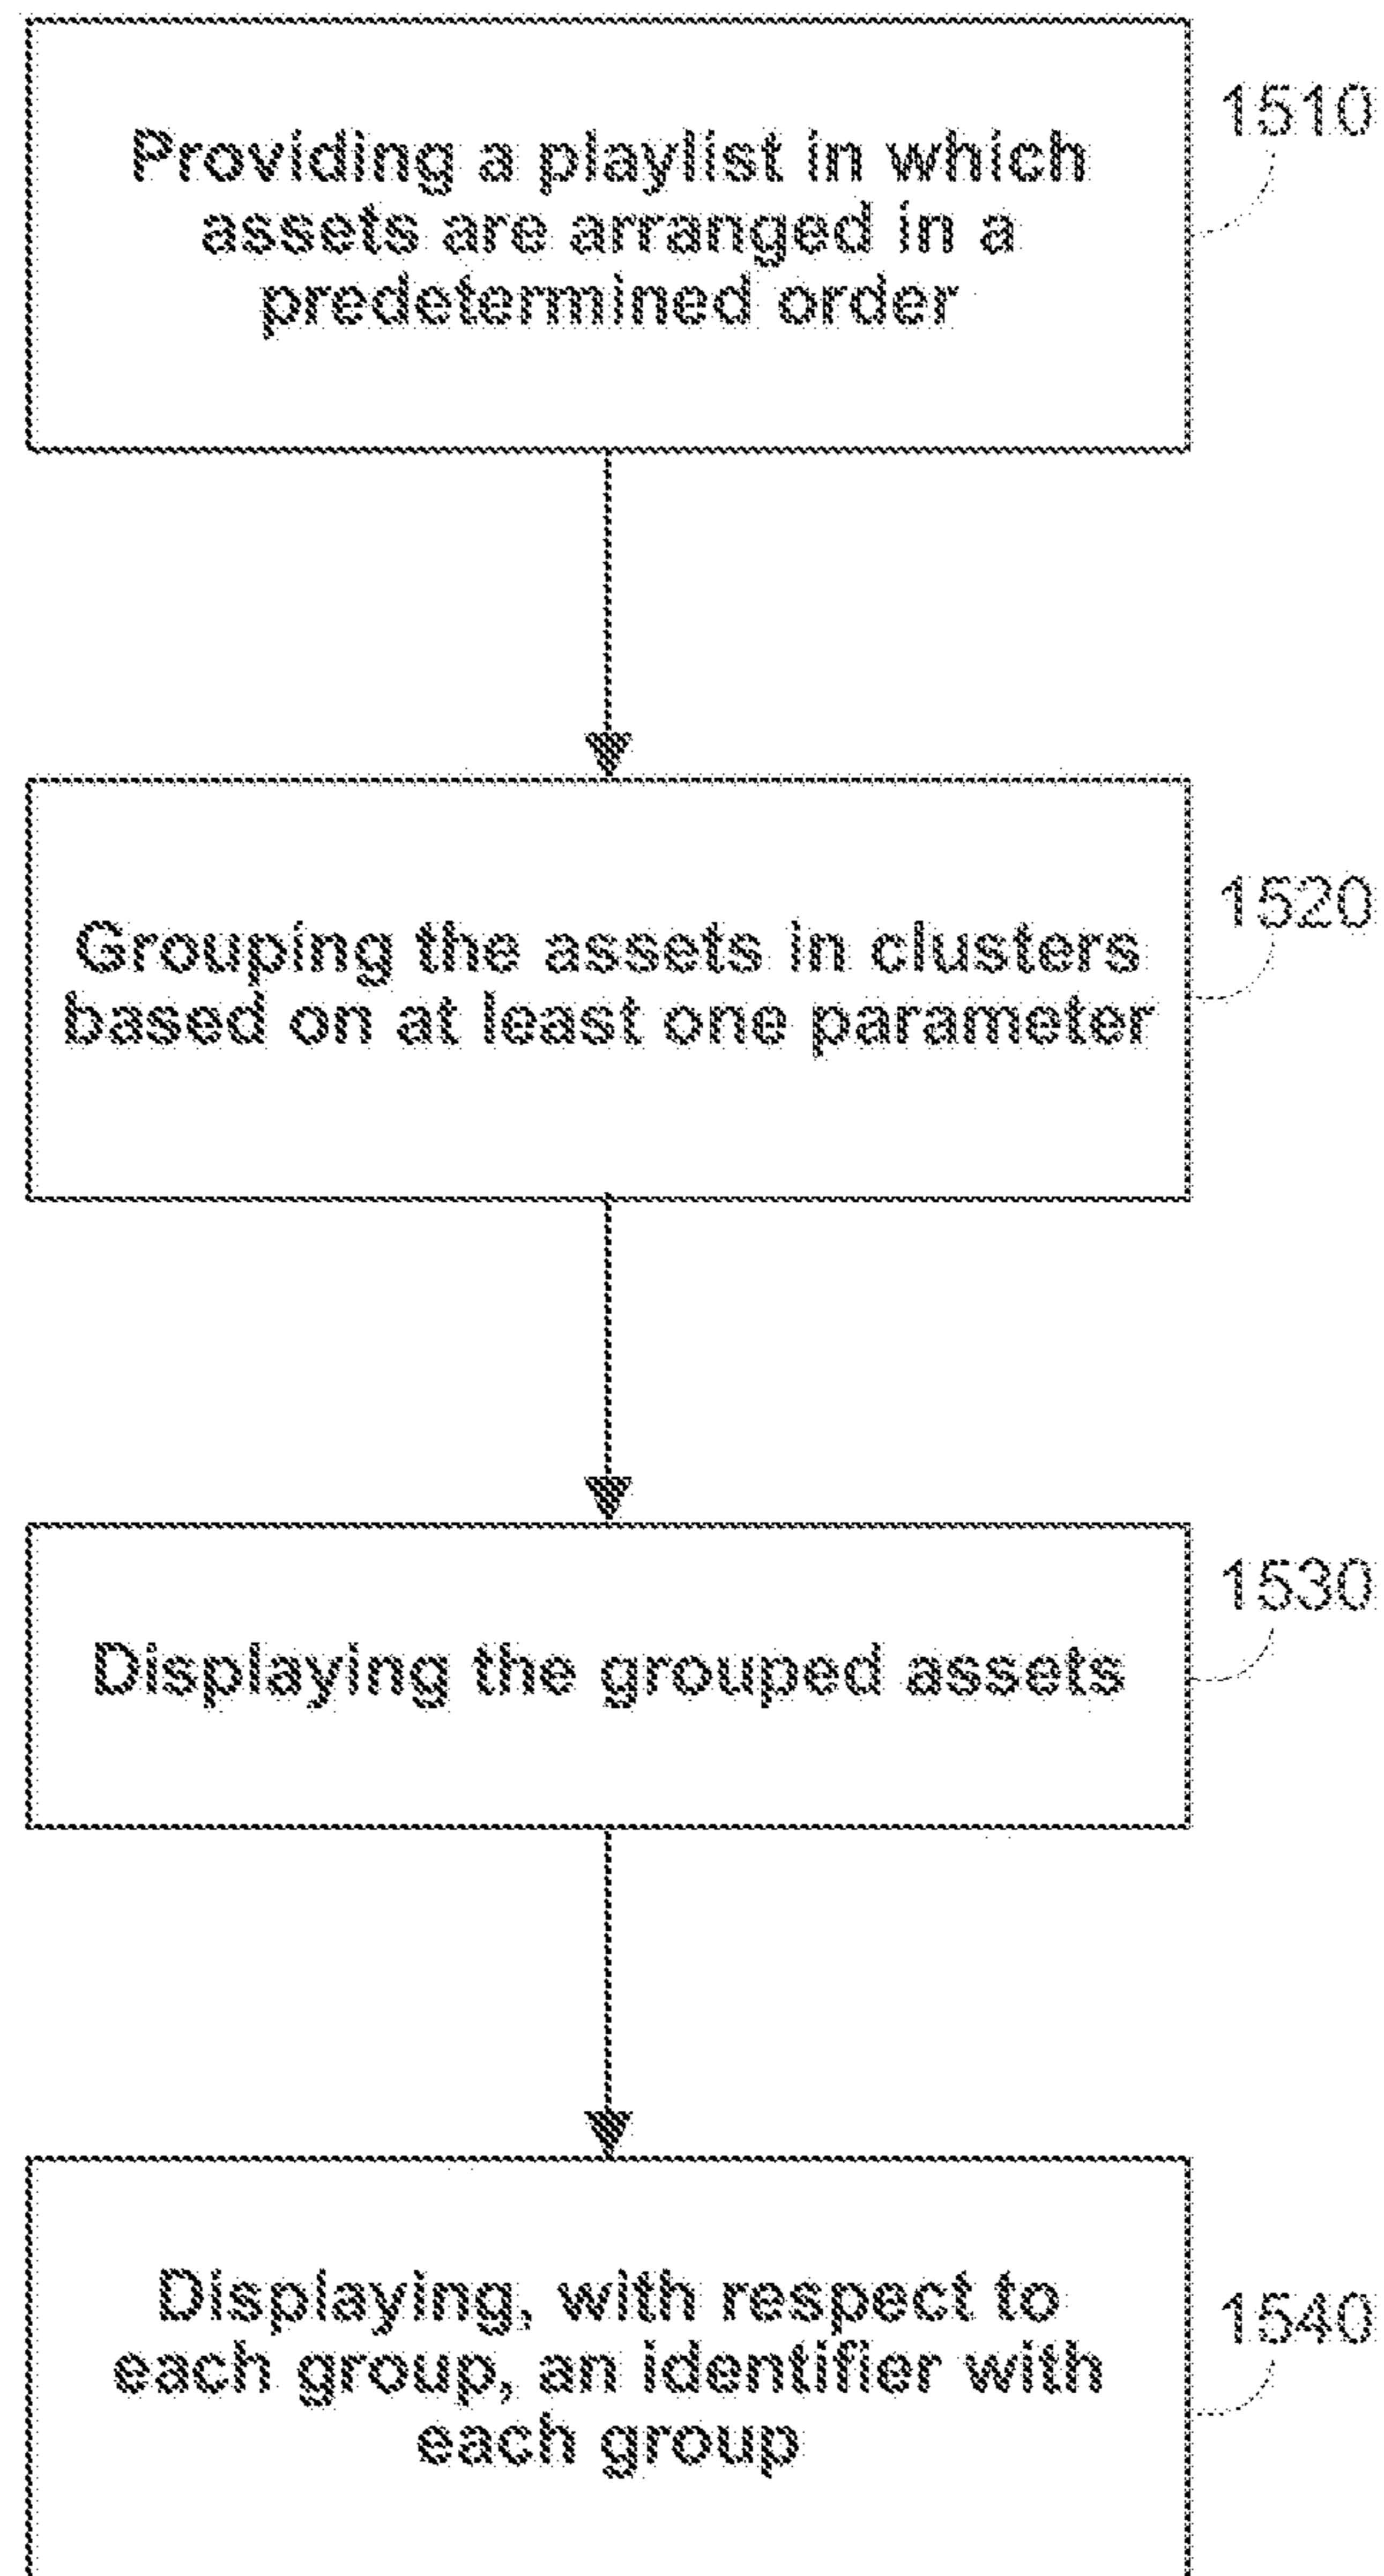 Providing a playlist in which
assets are arranged in a
predetermined order
1510
Grouping the assets in clusters
based on at least one parameter
1520
Displaying the grouped assets
1530
Displaying, with respect to
each group, an identifier with
each group
1540